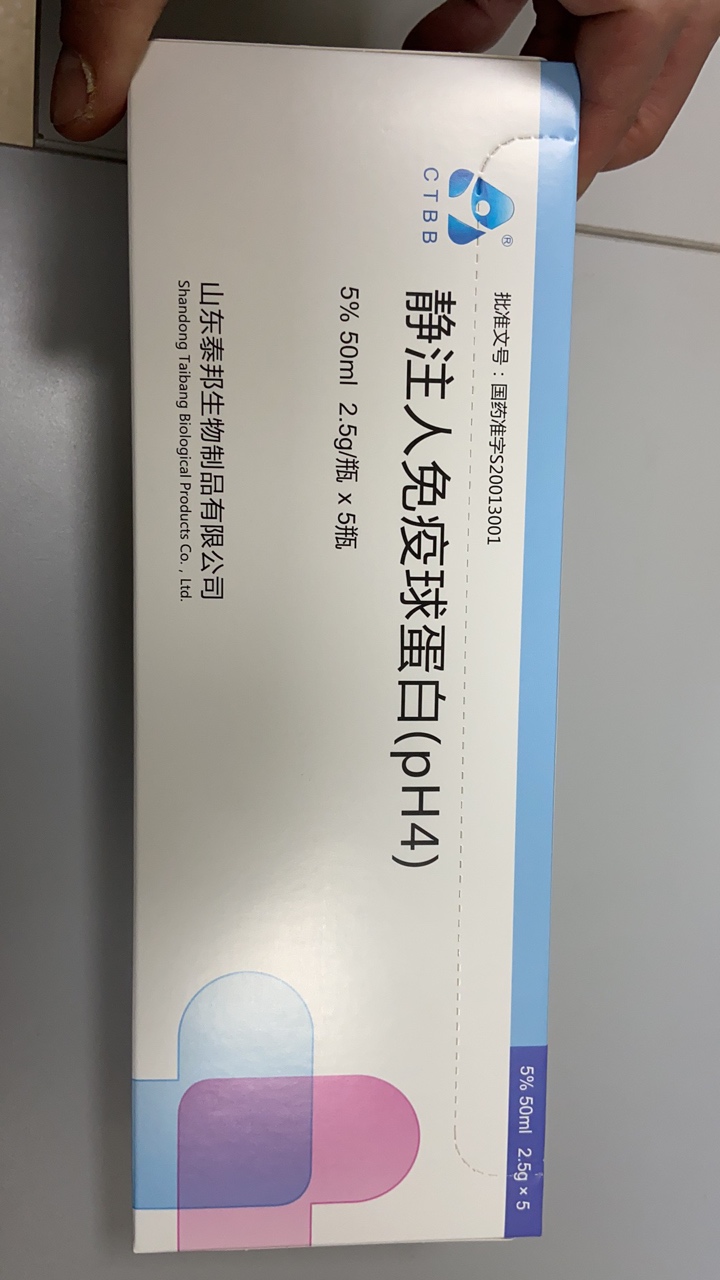 CTBB
®
批准文号：国药准字S20013001
静注人免疫球蛋白(pH4)
5% 50ml 2.5g/瓶 x 5瓶
山东泰邦生物制品有限公司
Shandong Taibang Biological Products Co., Ltd.
5% 50ml 2.5g × 5